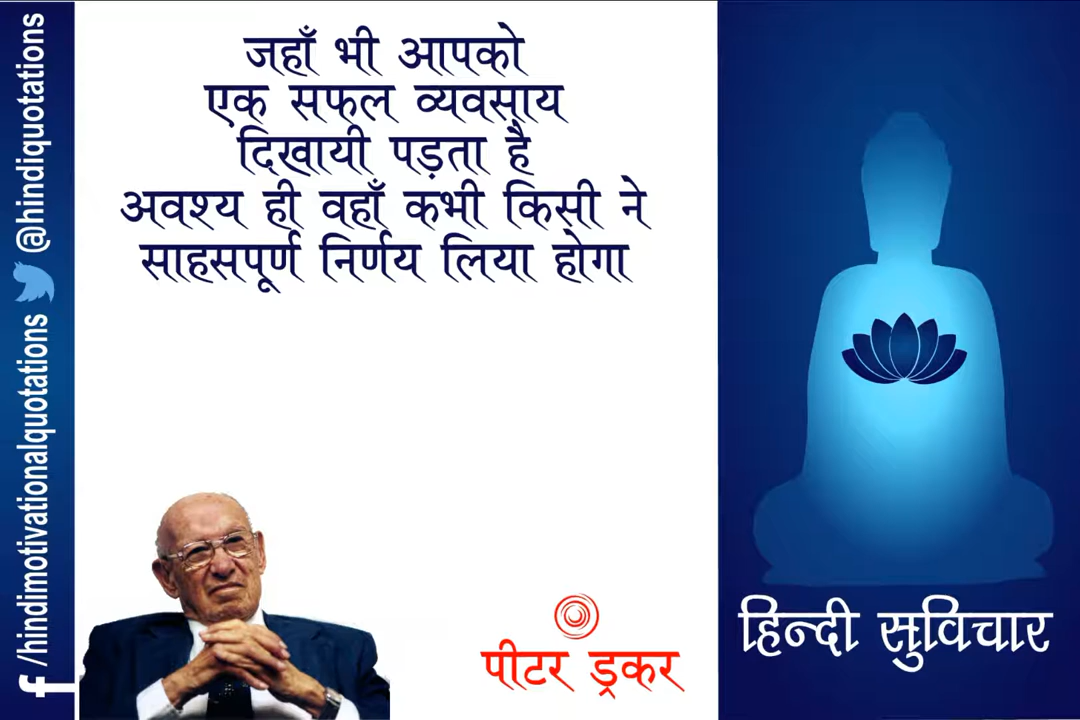 जहाँ भी आपको
एक सफल व्यवसाय
दिखायी पड़ता है
अवश्य ही वहाँ कभी किसी ने
साहसपूर्ण निर्णय लिया होगा
पीटर ड्रकर
हिन्दी सुविचार
f /hindimotivationalquotations @hindiquotations